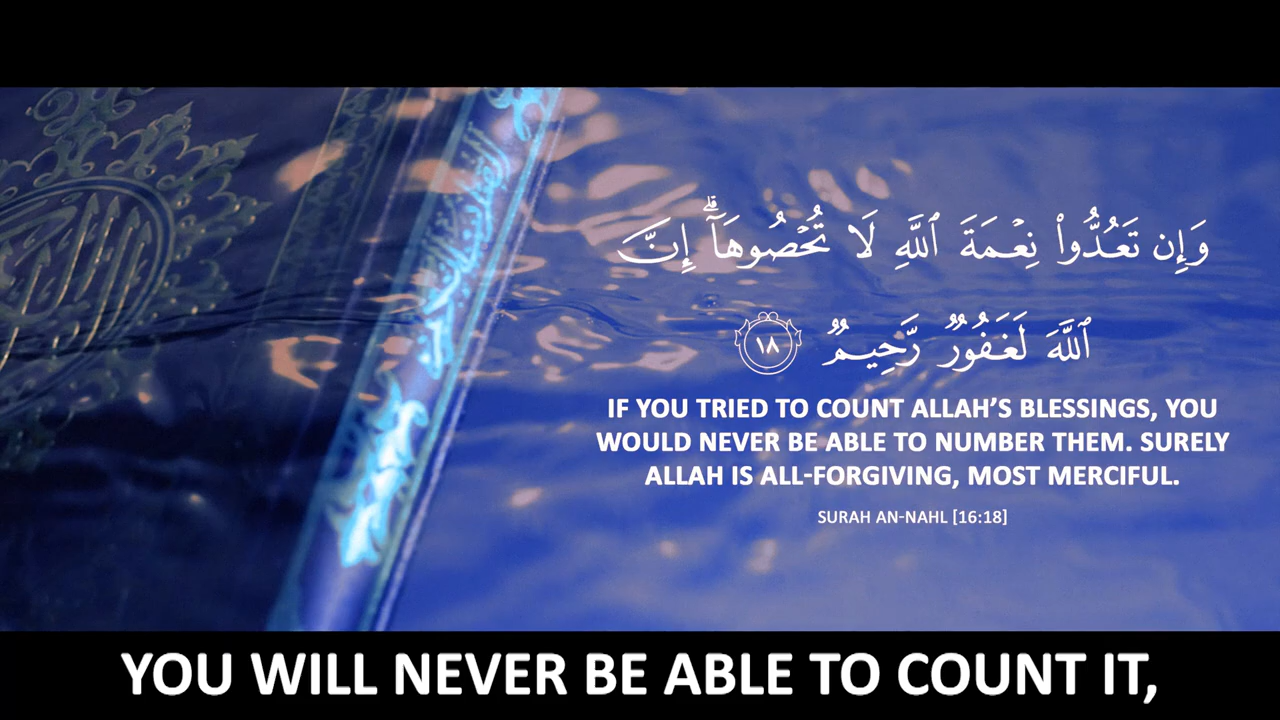 وَإِن تَعُدُّوا۟ نِعْمَةَ ٱللَّهِ لَا تُحْصُوهَآ ۗ إِنَّ
ٱللَّهَ لَغَفُورٌ رَّحِيمٌ ١٨
IF YOU TRIED TO COUNT ALLAH’S BLESSINGS, YOU
WOULD NEVER BE ABLE TO NUMBER THEM. SURELY
ALLAH IS ALL-FORGIVING, MOST MERCIFUL.
SURAH AN-NAHL [16:18]
YOU WILL NEVER BE ABLE TO COUNT IT,